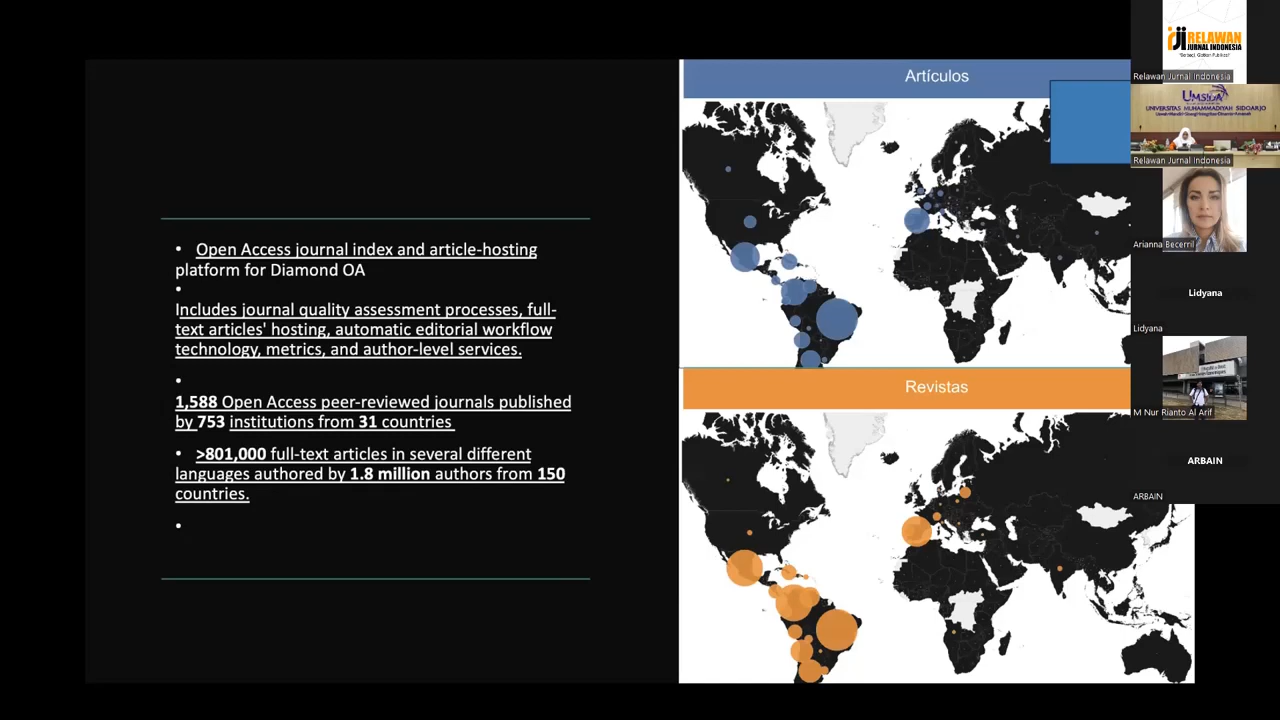 • Open Access journal index and article-hosting
platform for Diamond OA
•
Includes journal quality assessment processes, full-
text articles' hosting, automatic editorial workflow
technology, metrics, and author-level services.
•
1,588 Open Access peer-reviewed journals published
by 753 institutions from 31 countries
• >801,000 full-text articles in several different
languages authored by 1.8 million authors from 150
countries.
•
Artículos
Revistas
RELAWAN
JURNAL INDONESIA
Relawan Jurnal Indonesia
UMSIDA
UNIVERSITAS MUHAMMADIYAH SIDOARJO
Relawan Jurnal Indonesia
Arianna Becerril
Lidyana
Lidyana
M Nur Rianto Al Arif
ARBAIN
ARBAIN